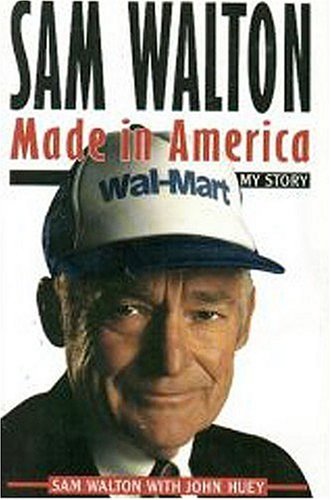 SAM WALTON
Made in America
Wal-Mart
MY STORY
SAM WALTON WITH JOHN HUEY